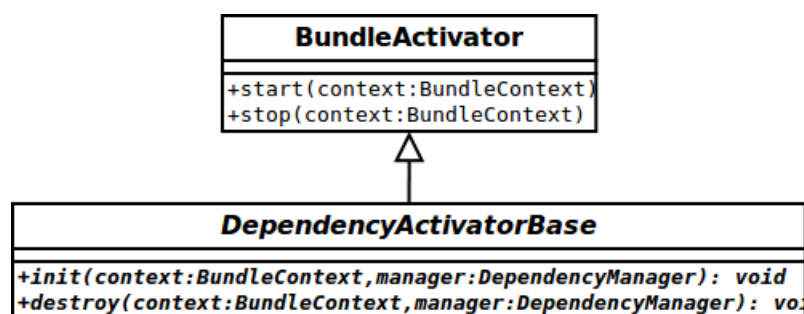 BundleActivator
+start(context:BundleContext)
+stop(context:BundleContext)
DependencyActivatorBase
+init(context:BundleContext,manager:DependencyManager): void
+destroy(context:BundleContext,manager:DependencyManager): voi